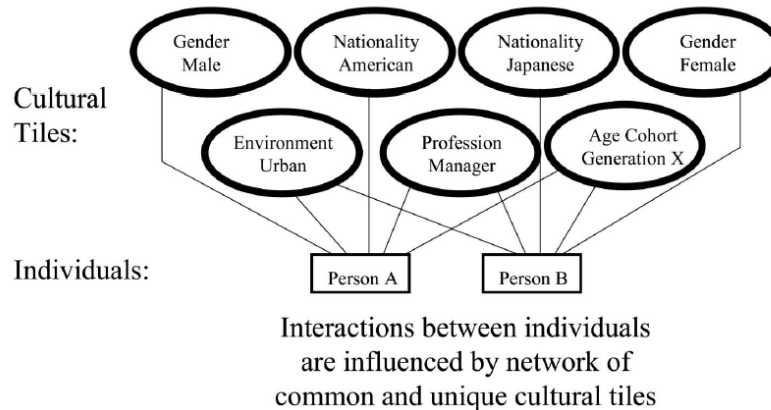 Gender
Male
Nationality
American
Nationality
Japanese
Gender
Female
Cultural
Tiles:
Environment
Urban
Profession
Manager
Age Cohort
Generation X
Individuals:
Person A
Person B
Interactions between individuals
are influenced by network of
common and unique cultural tiles